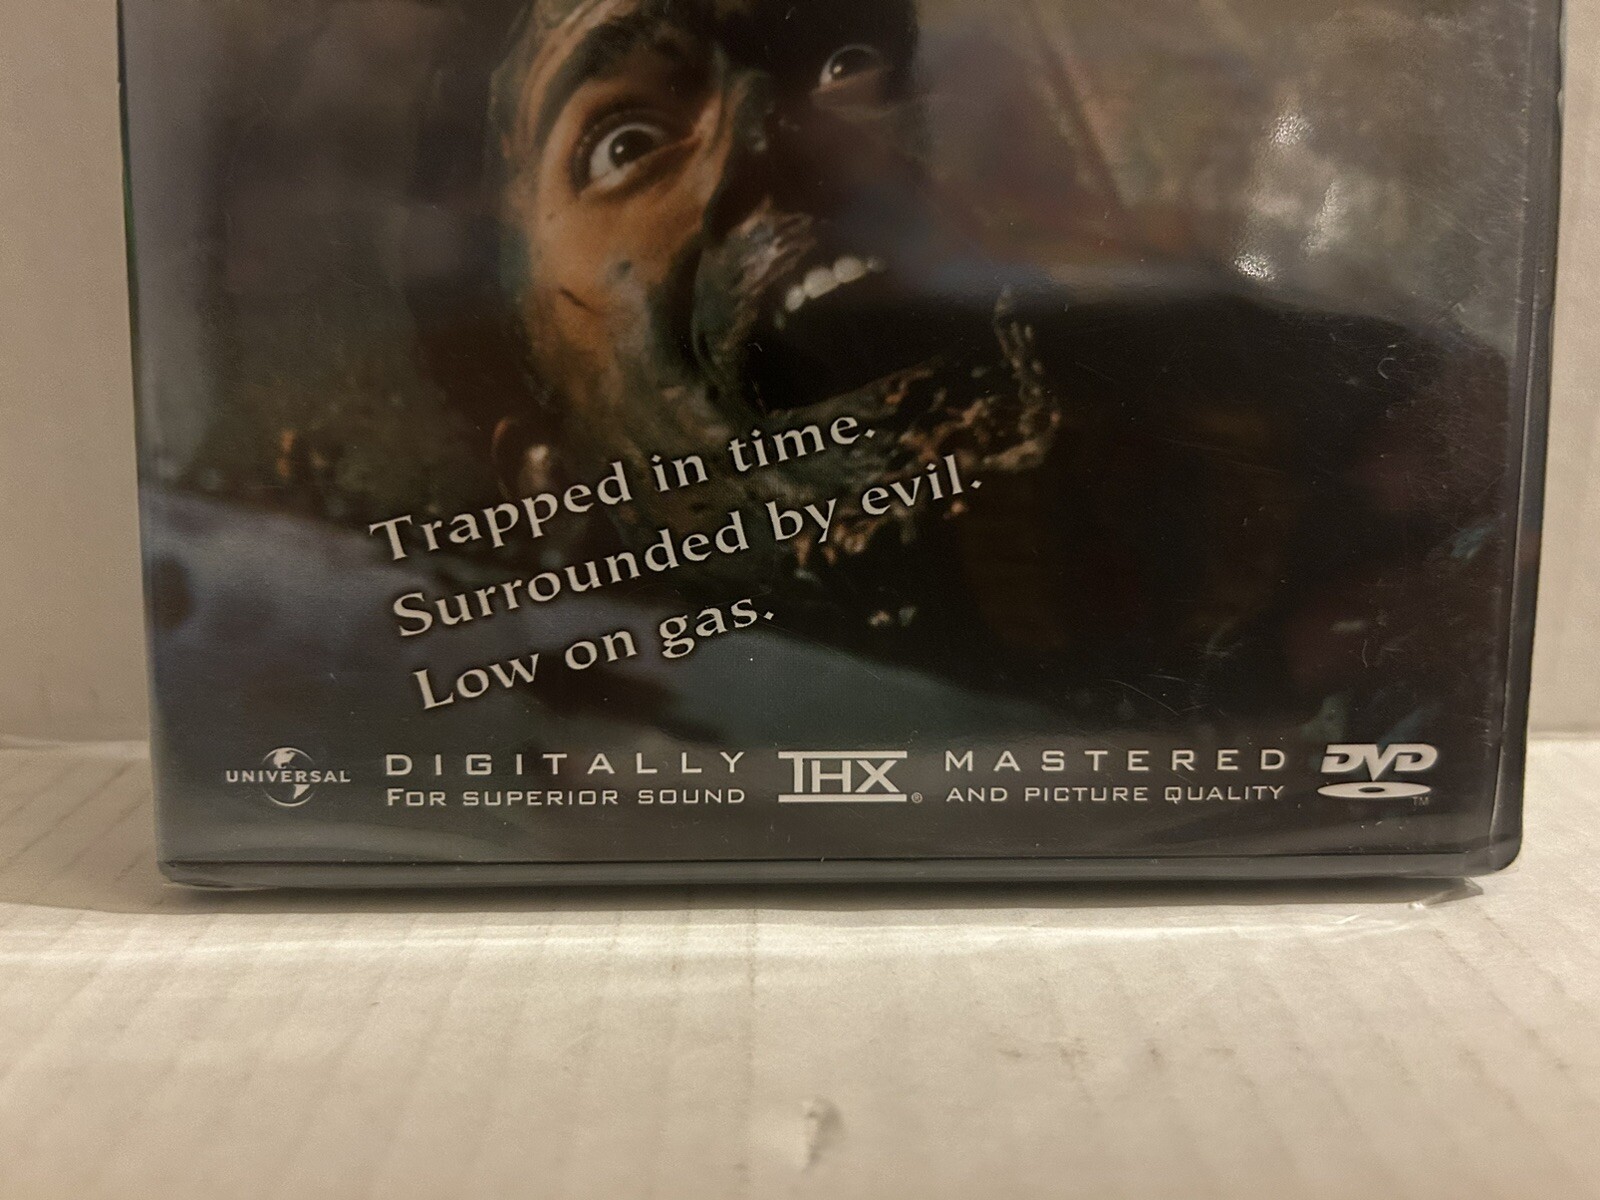 Trapped in time.
Surrounded by evil.
Low on gas.
UNIVERSAL
DIGITALLY THX® MASTERED
FOR SUPERIOR SOUND AND PICTURE QUALITY
DVD™